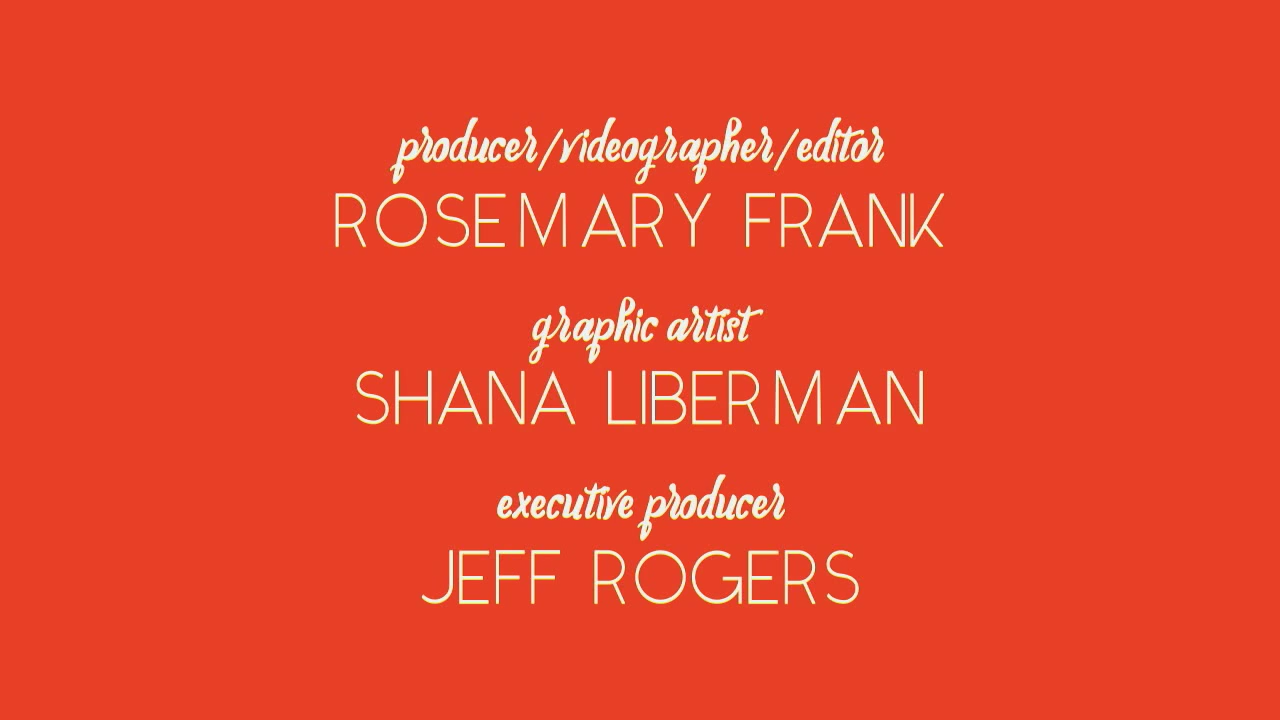 producer/videographer/editor
ROSEMARY FRANK
graphic artist
SHANA LIBERMAN
executive producer
JEFF ROGERS